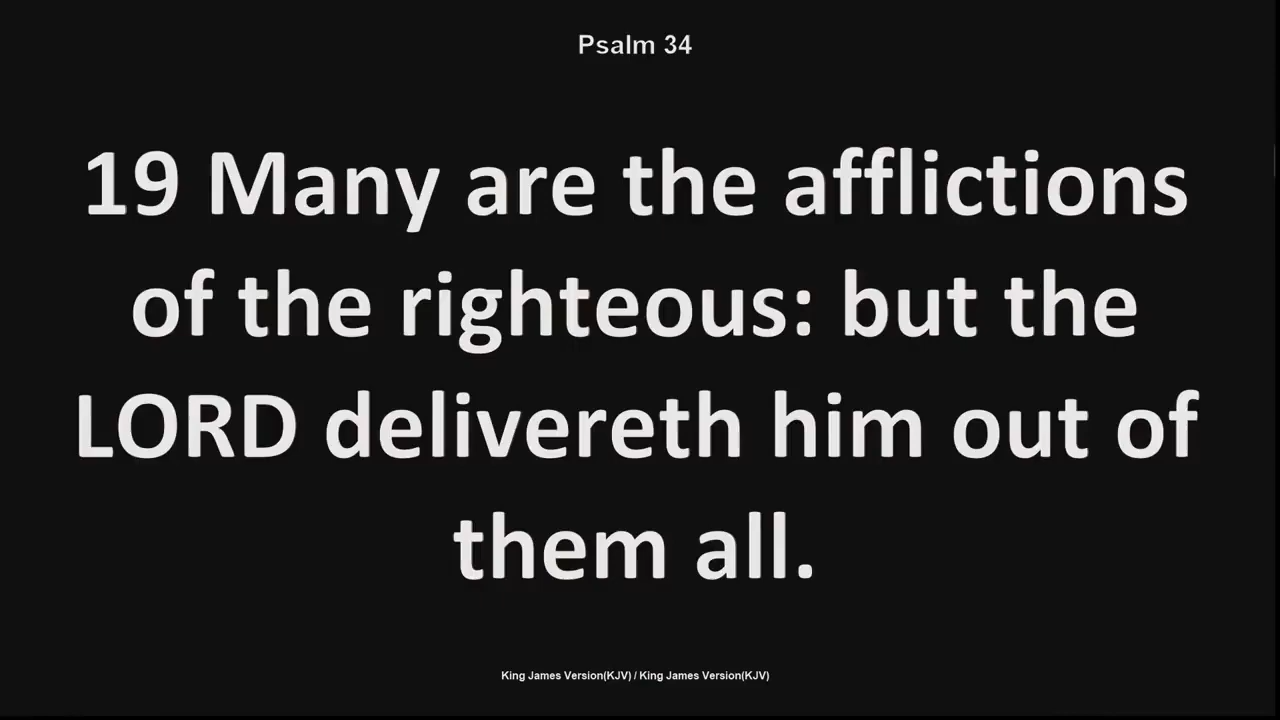 Psalm 34
19 Many are the afflictions
of the righteous: but the
LORD delivereth him out of
them all.
King James Version(KJV) / King James Version(KJV)